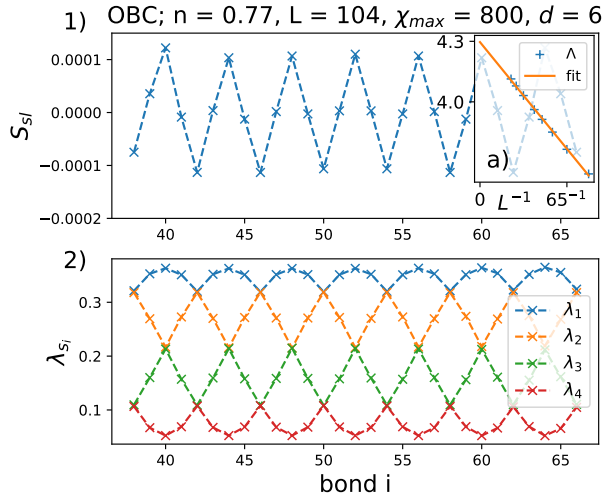 OBC; n = 0.77, L = 104, χmax = 800, d = 6
1)
0.0001
0.0000
−0.0001
−0.0002
Ssl
40 45 50 55 60 65
4.3
4.0
Λ
fit
a)
0 L⁻¹ 65⁻¹
2)
0.3
0.2
0.1
λsi
λ1
λ2
λ3
λ4
40 45 50 55 60 65
bond i